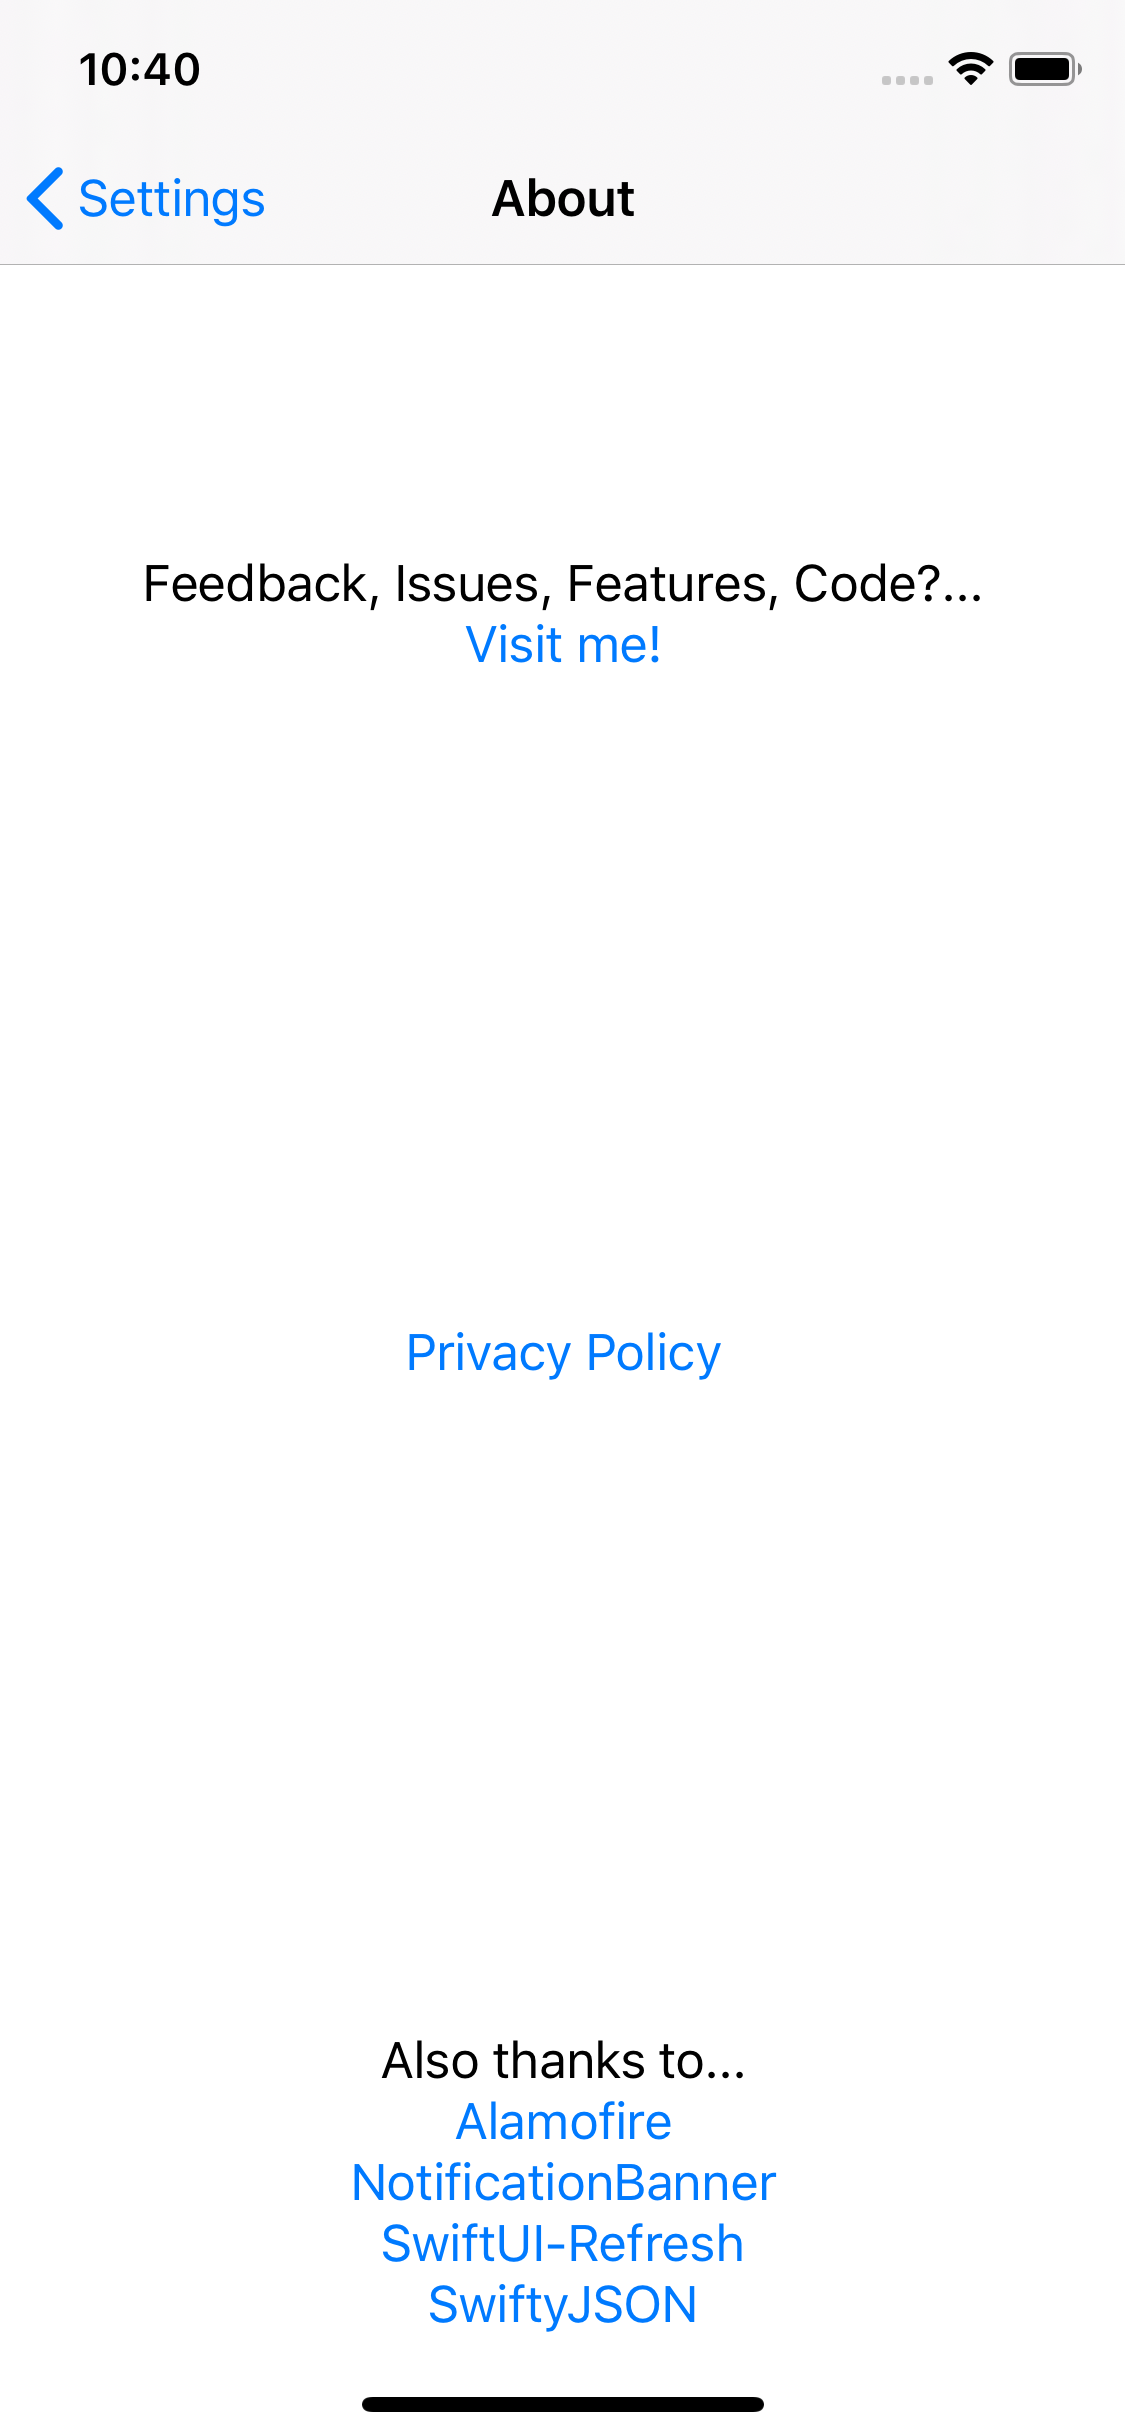 10:40
Settings
About
Feedback, Issues, Features, Code?...
Visit me!
Privacy Policy
Also thanks to...
Alamofire
NotificationBanner
SwiftUI-Refresh
SwiftyJSON